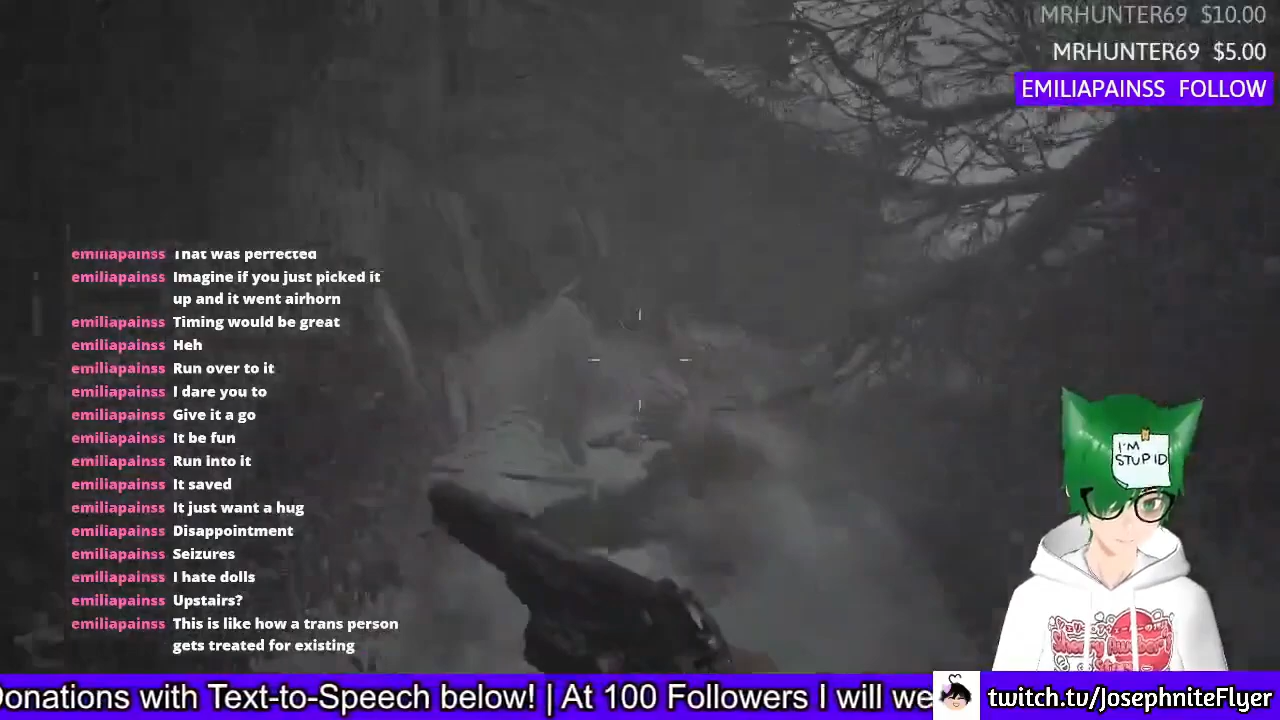 MRHUNTER69 $10.00
MRHUNTER69 $5.00
EMILIAPAINSS FOLLOW
emiliapainss That was perfected
emiliapainss Imagine if you just picked it
up and it went airhorn
emiliapainss Timing would be great
emiliapainss Heh
emiliapainss Run over to it
emiliapainss I dare you to
emiliapainss Give it a go
emiliapainss It be fun
emiliapainss Run into it
emiliapainss It saved
emiliapainss It just want a hug
emiliapainss Disappointment
emiliapainss Seizures
emiliapainss I hate dolls
emiliapainss Upstairs?
emiliapainss This is like how a trans person
gets treated for existing
I'M
STUPID
Donations with Text-to-Speech below! | At 100 Followers I will we
twitch.tv/JosephniteFlyer